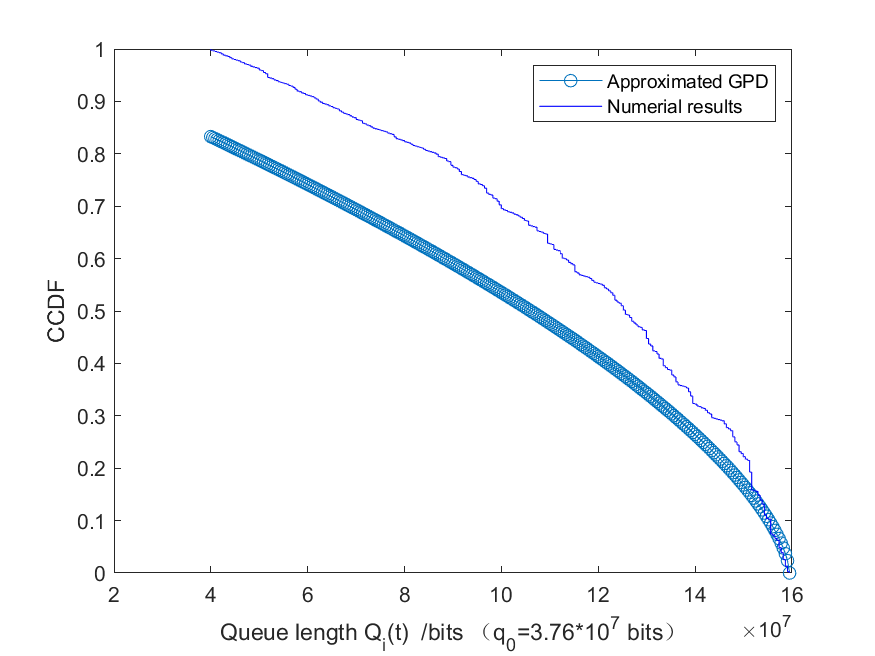 Approximated GPD
Numerial results
1
0.9
0.8
0.7
0.6
0.5
0.4
0.3
0.2
0.1
0
CCDF
2 4 6 8 10 12 14 16
Queue length Q_i(t) /bits （q_0=3.76*10^7 bits）
×10^7